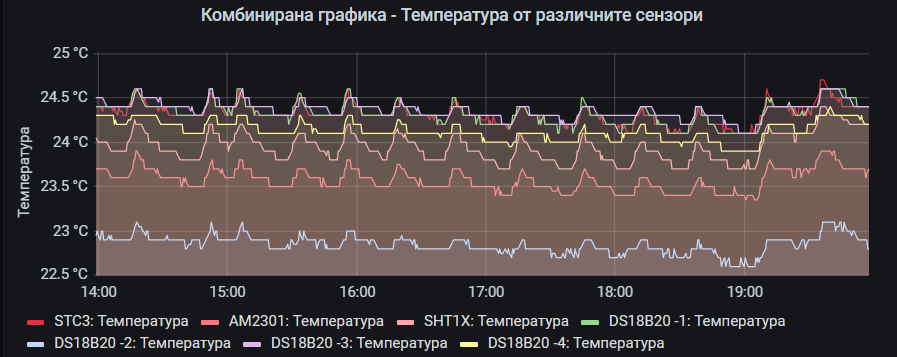 Комбинирана графика - Температура от различните сензори
25 °C
24.5 °C
24 °C
23.5 °C
23 °C
22.5 °C
Температура
14:00 15:00 16:00 17:00 18:00 19:00
STC3: Температура AM2301: Температура SHT1X: Температура DS18B20 -1: Температура
DS18B20 -2: Температура DS18B20 -3: Температура DS18B20 -4: Температура